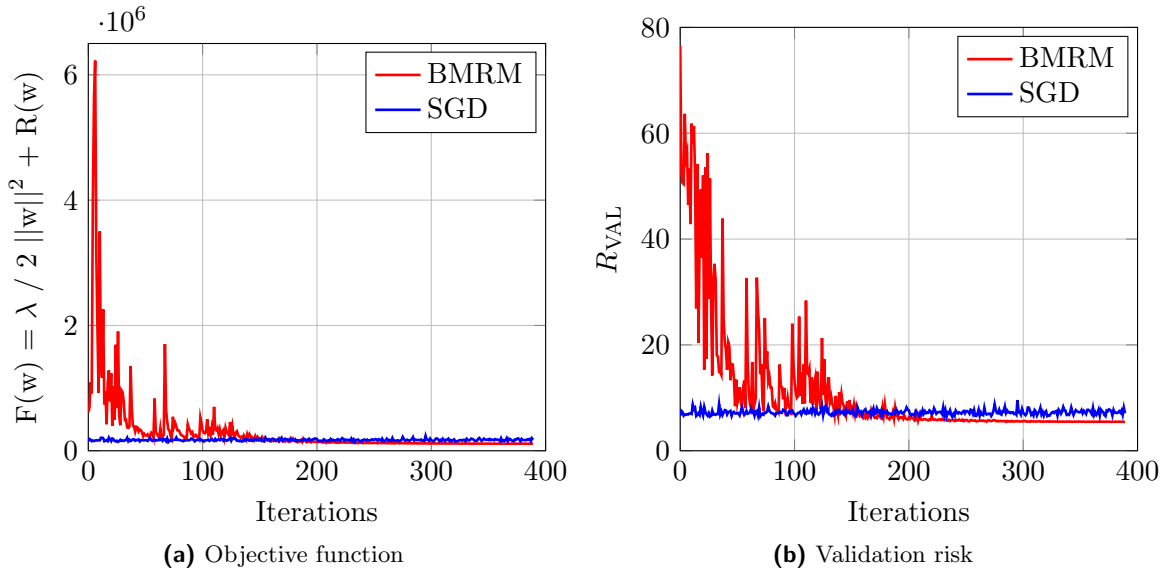 ·10^6
F(w) = λ / 2 ||w||^2 + R(w)
6
4
2
0
0
100
200
300
400
BMRM
SGD
Iterations
(a) Objective function
R_VAL
80
60
40
20
0
0
100
200
300
400
BMRM
SGD
Iterations
(b) Validation risk